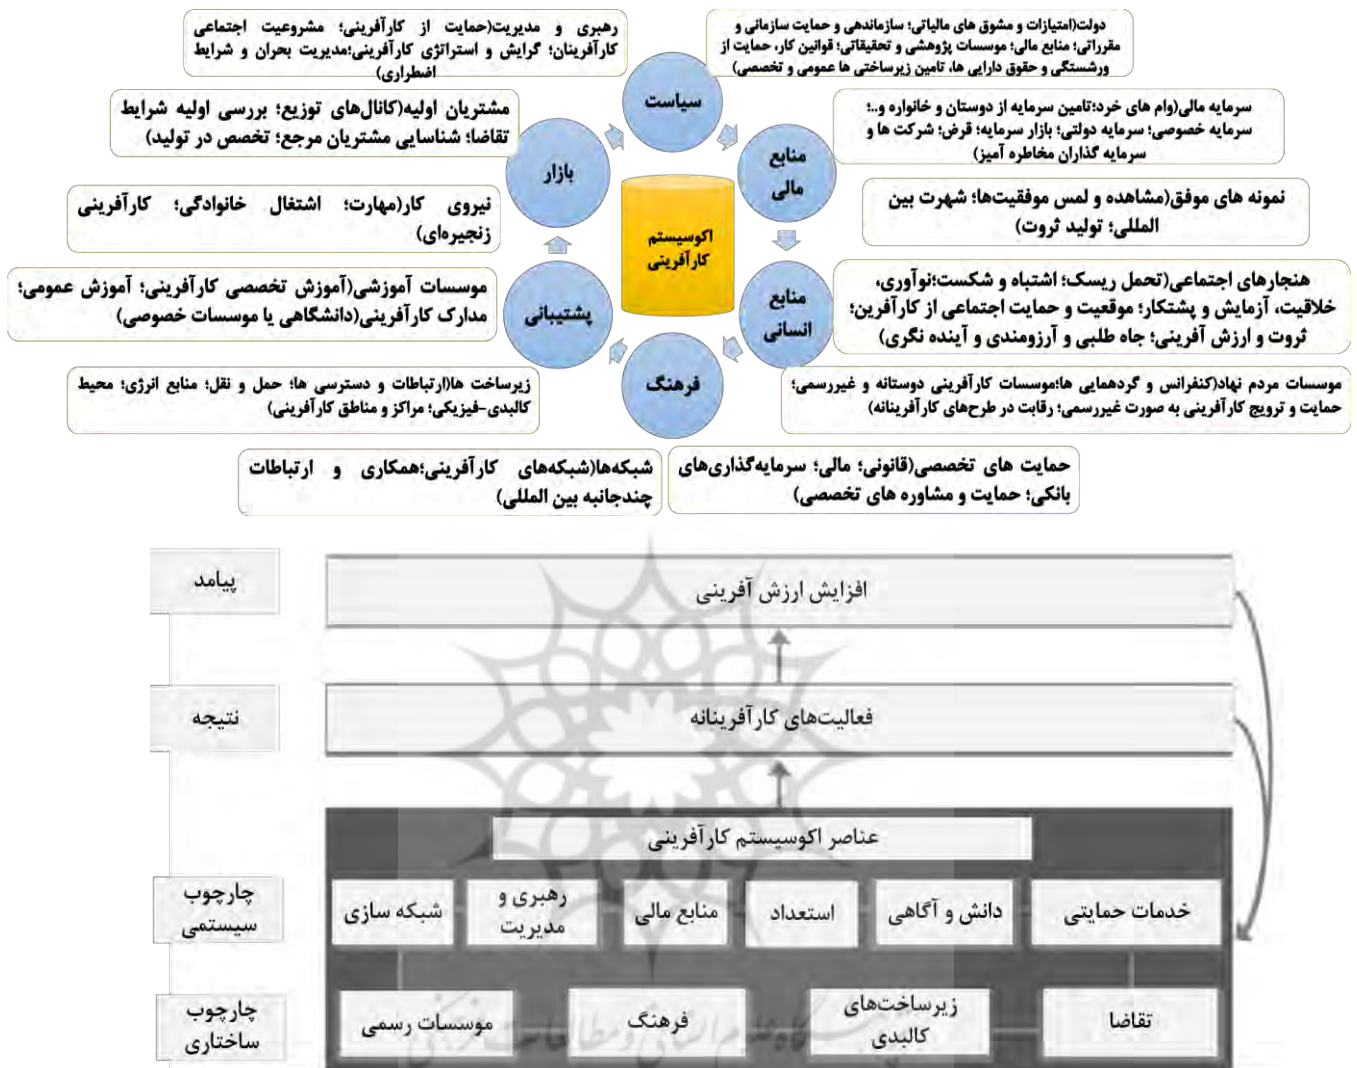 دولت(امتیازات و مشوق های مالیاتی؛ سازماندهی و حمایت سازمانی و
مقرراتی؛ منابع مالی؛ موسسات پژوهشی و تحقیقاتی؛ قوانین کار، حمایت از
ورشستگی و حقوق دارایی ها، تامین زیرساختی ها عمومی و تخصصی)
رهبری و مدیریت(حمایت از کارآفرینی؛ مشروعیت اجتماعی
کارآفرینان؛ گرایش و استراتژی کارآفرینی؛مدیریت بحران و شرایط
اضطراری)
سیاست
سرمایه مالی(وام های خرد؛تامین سرمایه از دوستان و خانواره و..؛
سرمایه خصوصی؛ سرمایه دولتی؛ بازار سرمایه؛ قرض؛ شرکت ها و
سرمایه گذاران مخاطره آمیز)
مشتریان اولیه(کانال‌های توزیع؛ بررسی اولیه شرایط
تقاضا؛ شناسایی مشتریان مرجع؛ تخصص در تولید)
منابع
مالی
بازار
نمونه های موفق(مشاهده و لمس موفقیت‌ها؛ شهرت بین
المللی؛ تولید ثروت)
نیروی کار(مهارت؛ اشتغال خانوادگی؛ کارآفرینی
زنجیره‌ای)
اکوسیستم
کارآفرینی
هنجارهای اجتماعی(تحمل ریسک؛ اشتباه و شکست؛نوآوری،
خلاقیت، آزمایش و پشتکار؛ موقعیت و حمایت اجتماعی از کارآفرین؛
ثروت و ارزش آفرینی؛ جاه طلبی و آرزومندی و آینده نگری)
منابع
انسانی
پشتیبانی
موسسات آموزشی(آموزش تخصصی کارآفرینی؛ آموزش عمومی؛
مدارک کارآفرینی(دانشگاهی یا موسسات خصوصی)
فرهنگ
موسسات مردم نهاد(کنفرانس و گردهمایی ها؛موسسات کارآفرینی دوستانه و غیررسمی؛
حمایت و ترویج کارآفرینی به صورت غیررسمی؛ رقابت در طرح‌های کارآفرینانه)
زیرساخت ها(ارتباطات و دسترسی ها؛ حمل و نقل؛ منابع انرژی؛ محیط
کالبدی-فیزیکی؛ مراکز و مناطق کارآفرینی)
حمایت های تخصصی(قانونی؛ مالی؛ سرمایه‌گذاری‌های
بانکی؛ حمایت و مشاوره های تخصصی)
شبکه‌ها(شبکه‌های کارآفرینی؛همکاری و ارتباطات
چندجانبه بین المللی)
افزایش ارزش آفرینی
پیامد
فعالیت‌های کارآفرینانه
نتیجه
عناصر اکوسیستم کارآفرینی
خدمات حمایتی
دانش و آگاهی
استعداد
منابع مالی
رهبری و
مدیریت
شبکه سازی
چارچوب
سیستمی
تقاضا
زیرساخت‌های
کالبدی
فرهنگ
موسسات رسمی
چارچوب
ساختاری